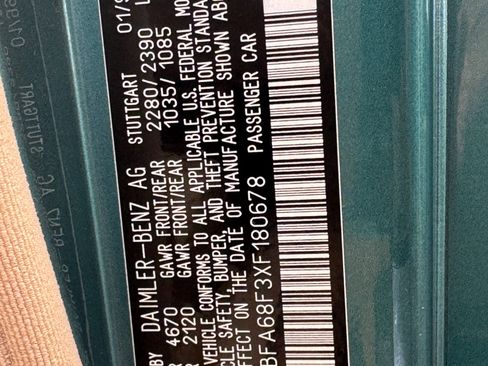 BY DAIMLER-BENZ AG STUTTGART 01/9
4670 GAWR FRONT/REAR 2280/2390 L
2120 GAWR FRONT/REAR 1035/1085
VEHICLE CONFORMS TO ALL APPLICABLE U.S. FEDERAL MO
CLE SAFETY, BUMPER, AND THEFT PREVENTION STANDA
EFFECT ON THE DATE OF MANUFACTURE SHOWN ABO
BFA68F3XF180678 PASSENGER CAR